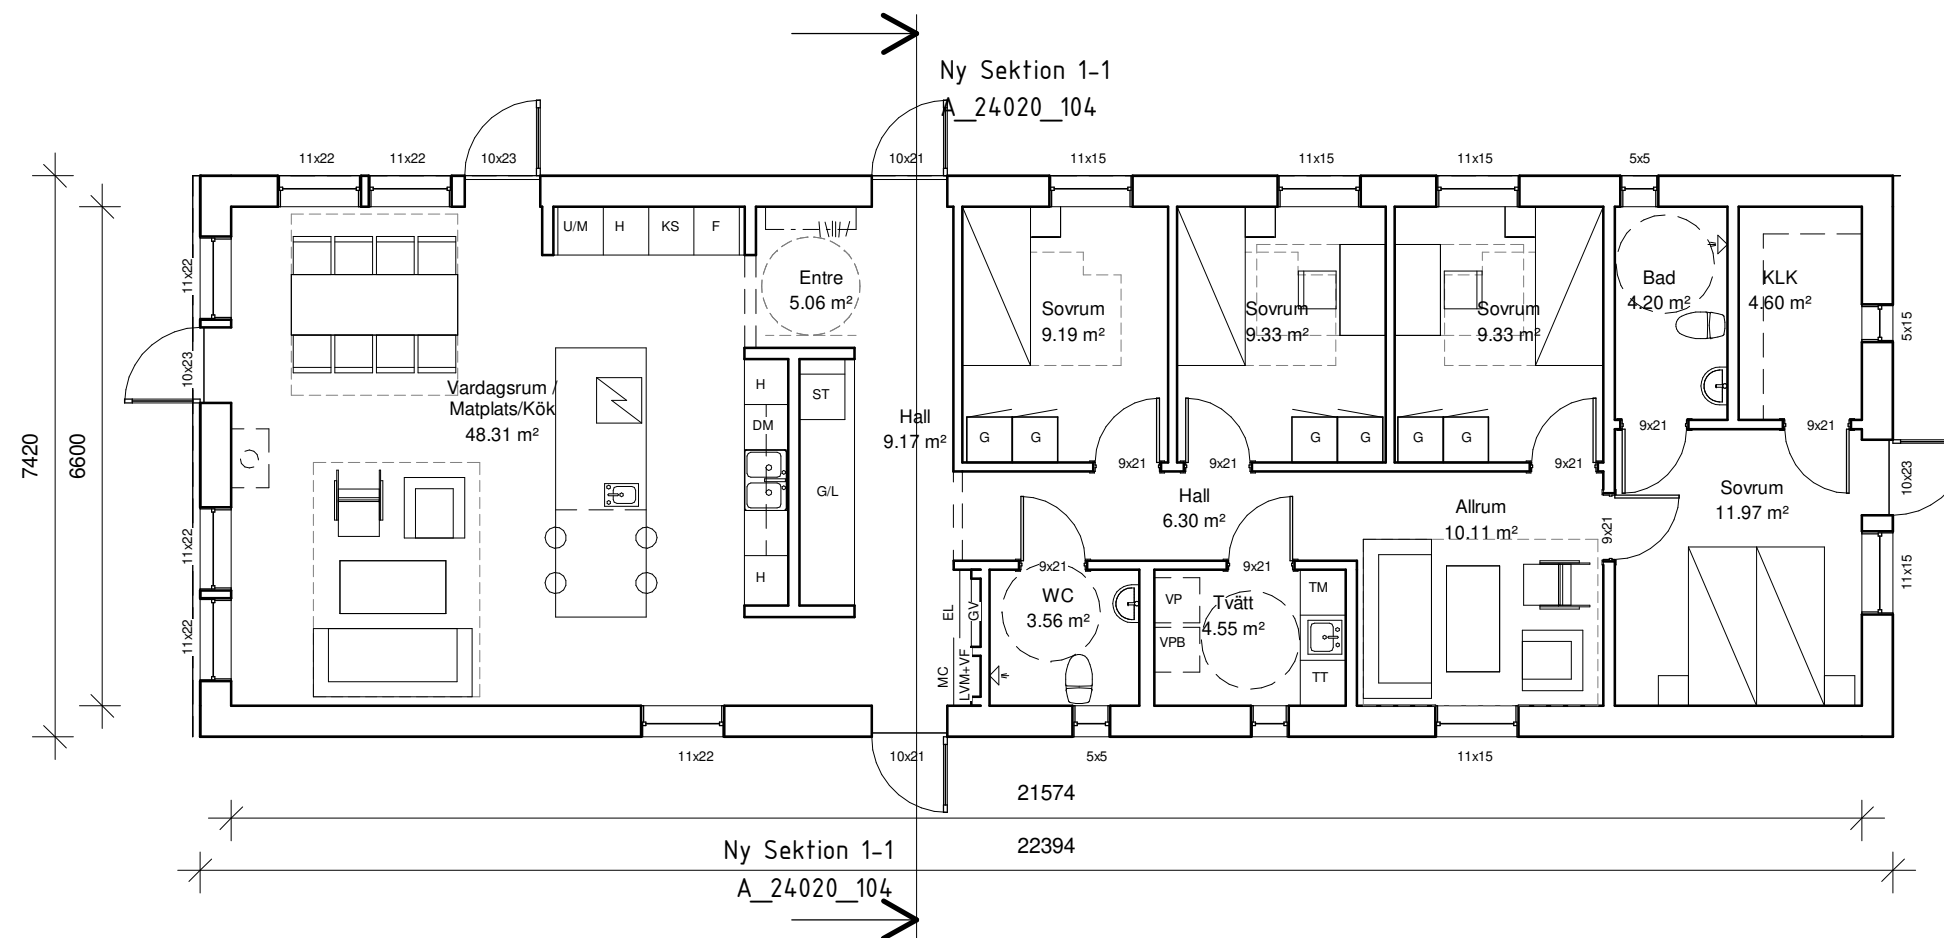 Ny Sektion 1-1
A_24020_104
11x22
11x22
10x23
10x21
11x15
11x15
11x15
5x5
U/M
H
KS
F
11x22
Entre
5.06 m²
Sovrum
9.19 m²
Sovrum
9.33 m²
Sovrum
9.33 m²
Bad
4.20 m²
KLK
4.60 m²
5x15
10x23
Vardagsrum /
Matplats/Kök
48.31 m²
H
ST
DM
Hall
9.17 m²
G
G
G
G
G
G
9x21
9x21
7420
6600
9x21
9x21
9x21
G/L
Hall
6.30 m²
Allrum
10.11 m²
Sovrum
11.97 m²
10x23
11x22
9x21
11x15
H
9x21
9x21
EL
GV
WC
3.56 m²
VP
VPB
Tvätt
4.55 m²
TM
TT
11x22
MC
LVM+VF
11x22
10x21
5x5
11x15
21574
22394
Ny Sektion 1-1
A_24020_104